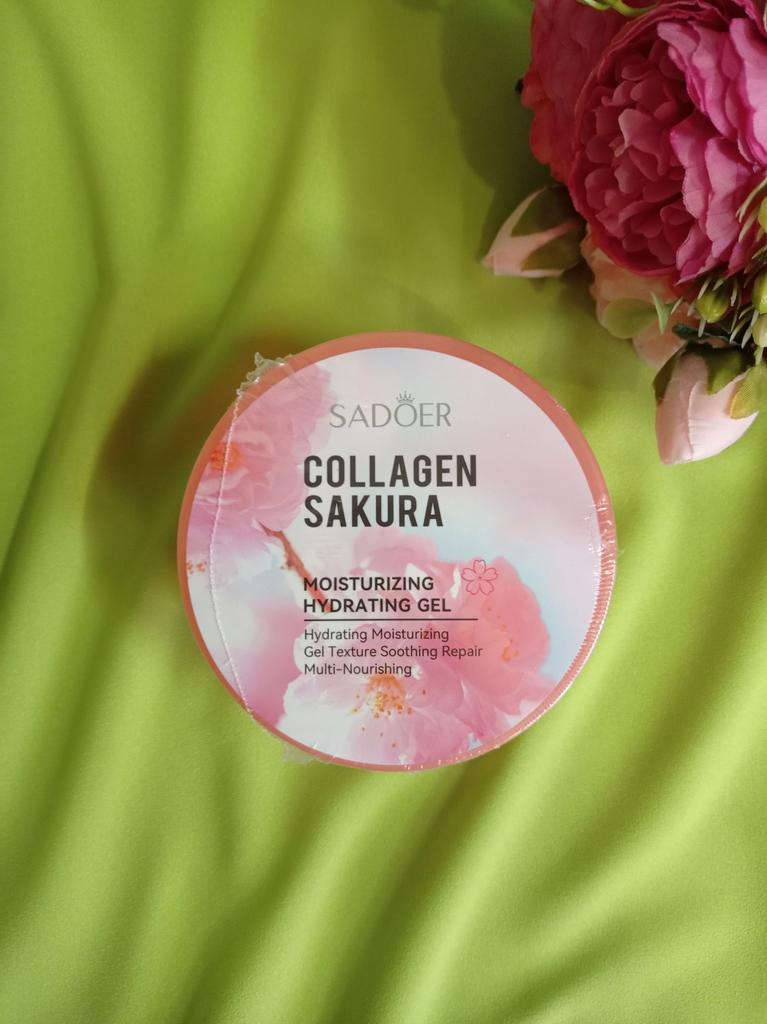 SADOER
COLLAGEN
SAKURA
MOISTURIZING
HYDRATING GEL
Hydrating Moisturizing
Gel Texture Soothing Repair
Multi-Nourishing